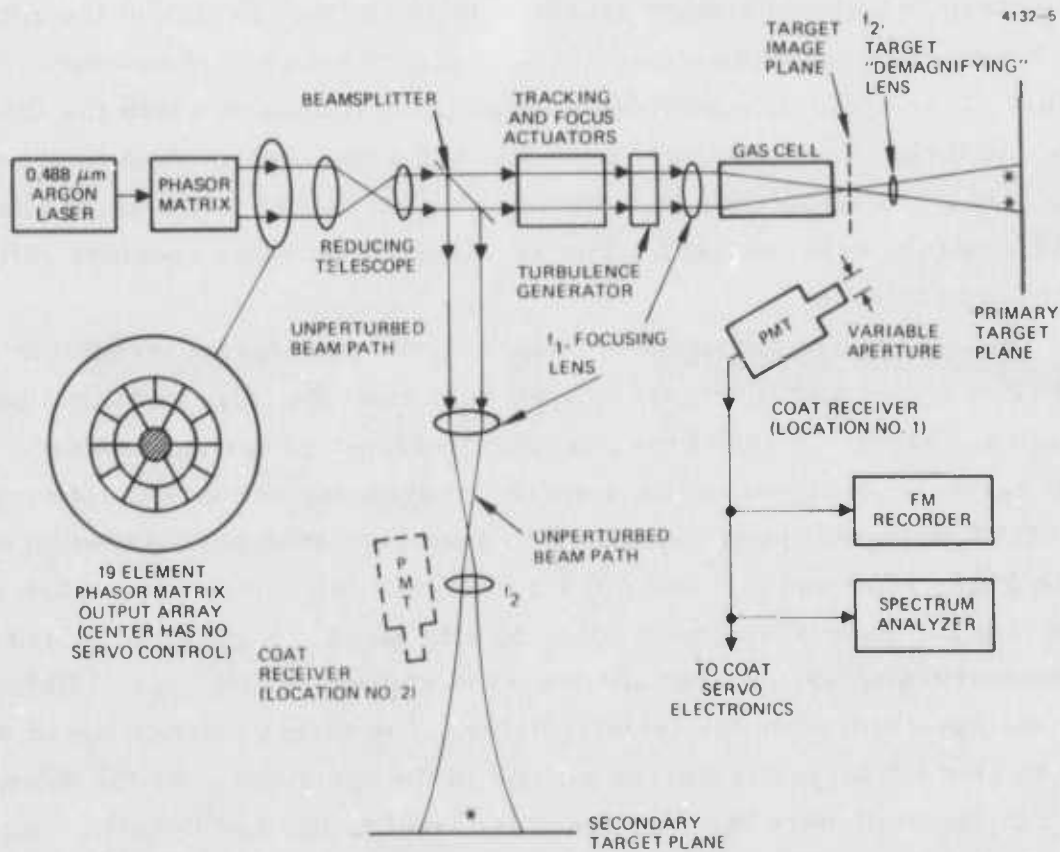 4132-5
TARGET
IMAGE
PLANE
f2,
TARGET
"DEMAGNIFYING"
LENS
BEAMSPLITTER
TRACKING
AND FOCUS
ACTUATORS
GAS CELL
0.488 μm
ARGON
LASER
PHASOR
MATRIX
REDUCING
TELESCOPE
TURBULENCE
GENERATOR
UNPERTURBED
BEAM PATH
f1, FOCUSING
LENS
PMT
VARIABLE
APERTURE
PRIMARY
TARGET
PLANE
COAT RECEIVER
(LOCATION NO. 1)
FM
RECORDER
SPECTRUM
ANALYZER
TO COAT
SERVO
ELECTRONICS
UNPERTURBED
BEAM PATH
19 ELEMENT
PHASOR MATRIX
OUTPUT ARRAY
(CENTER HAS NO
SERVO CONTROL)
P
M
T
f2
COAT
RECEIVER
(LOCATION NO. 2)
SECONDARY
TARGET PLANE